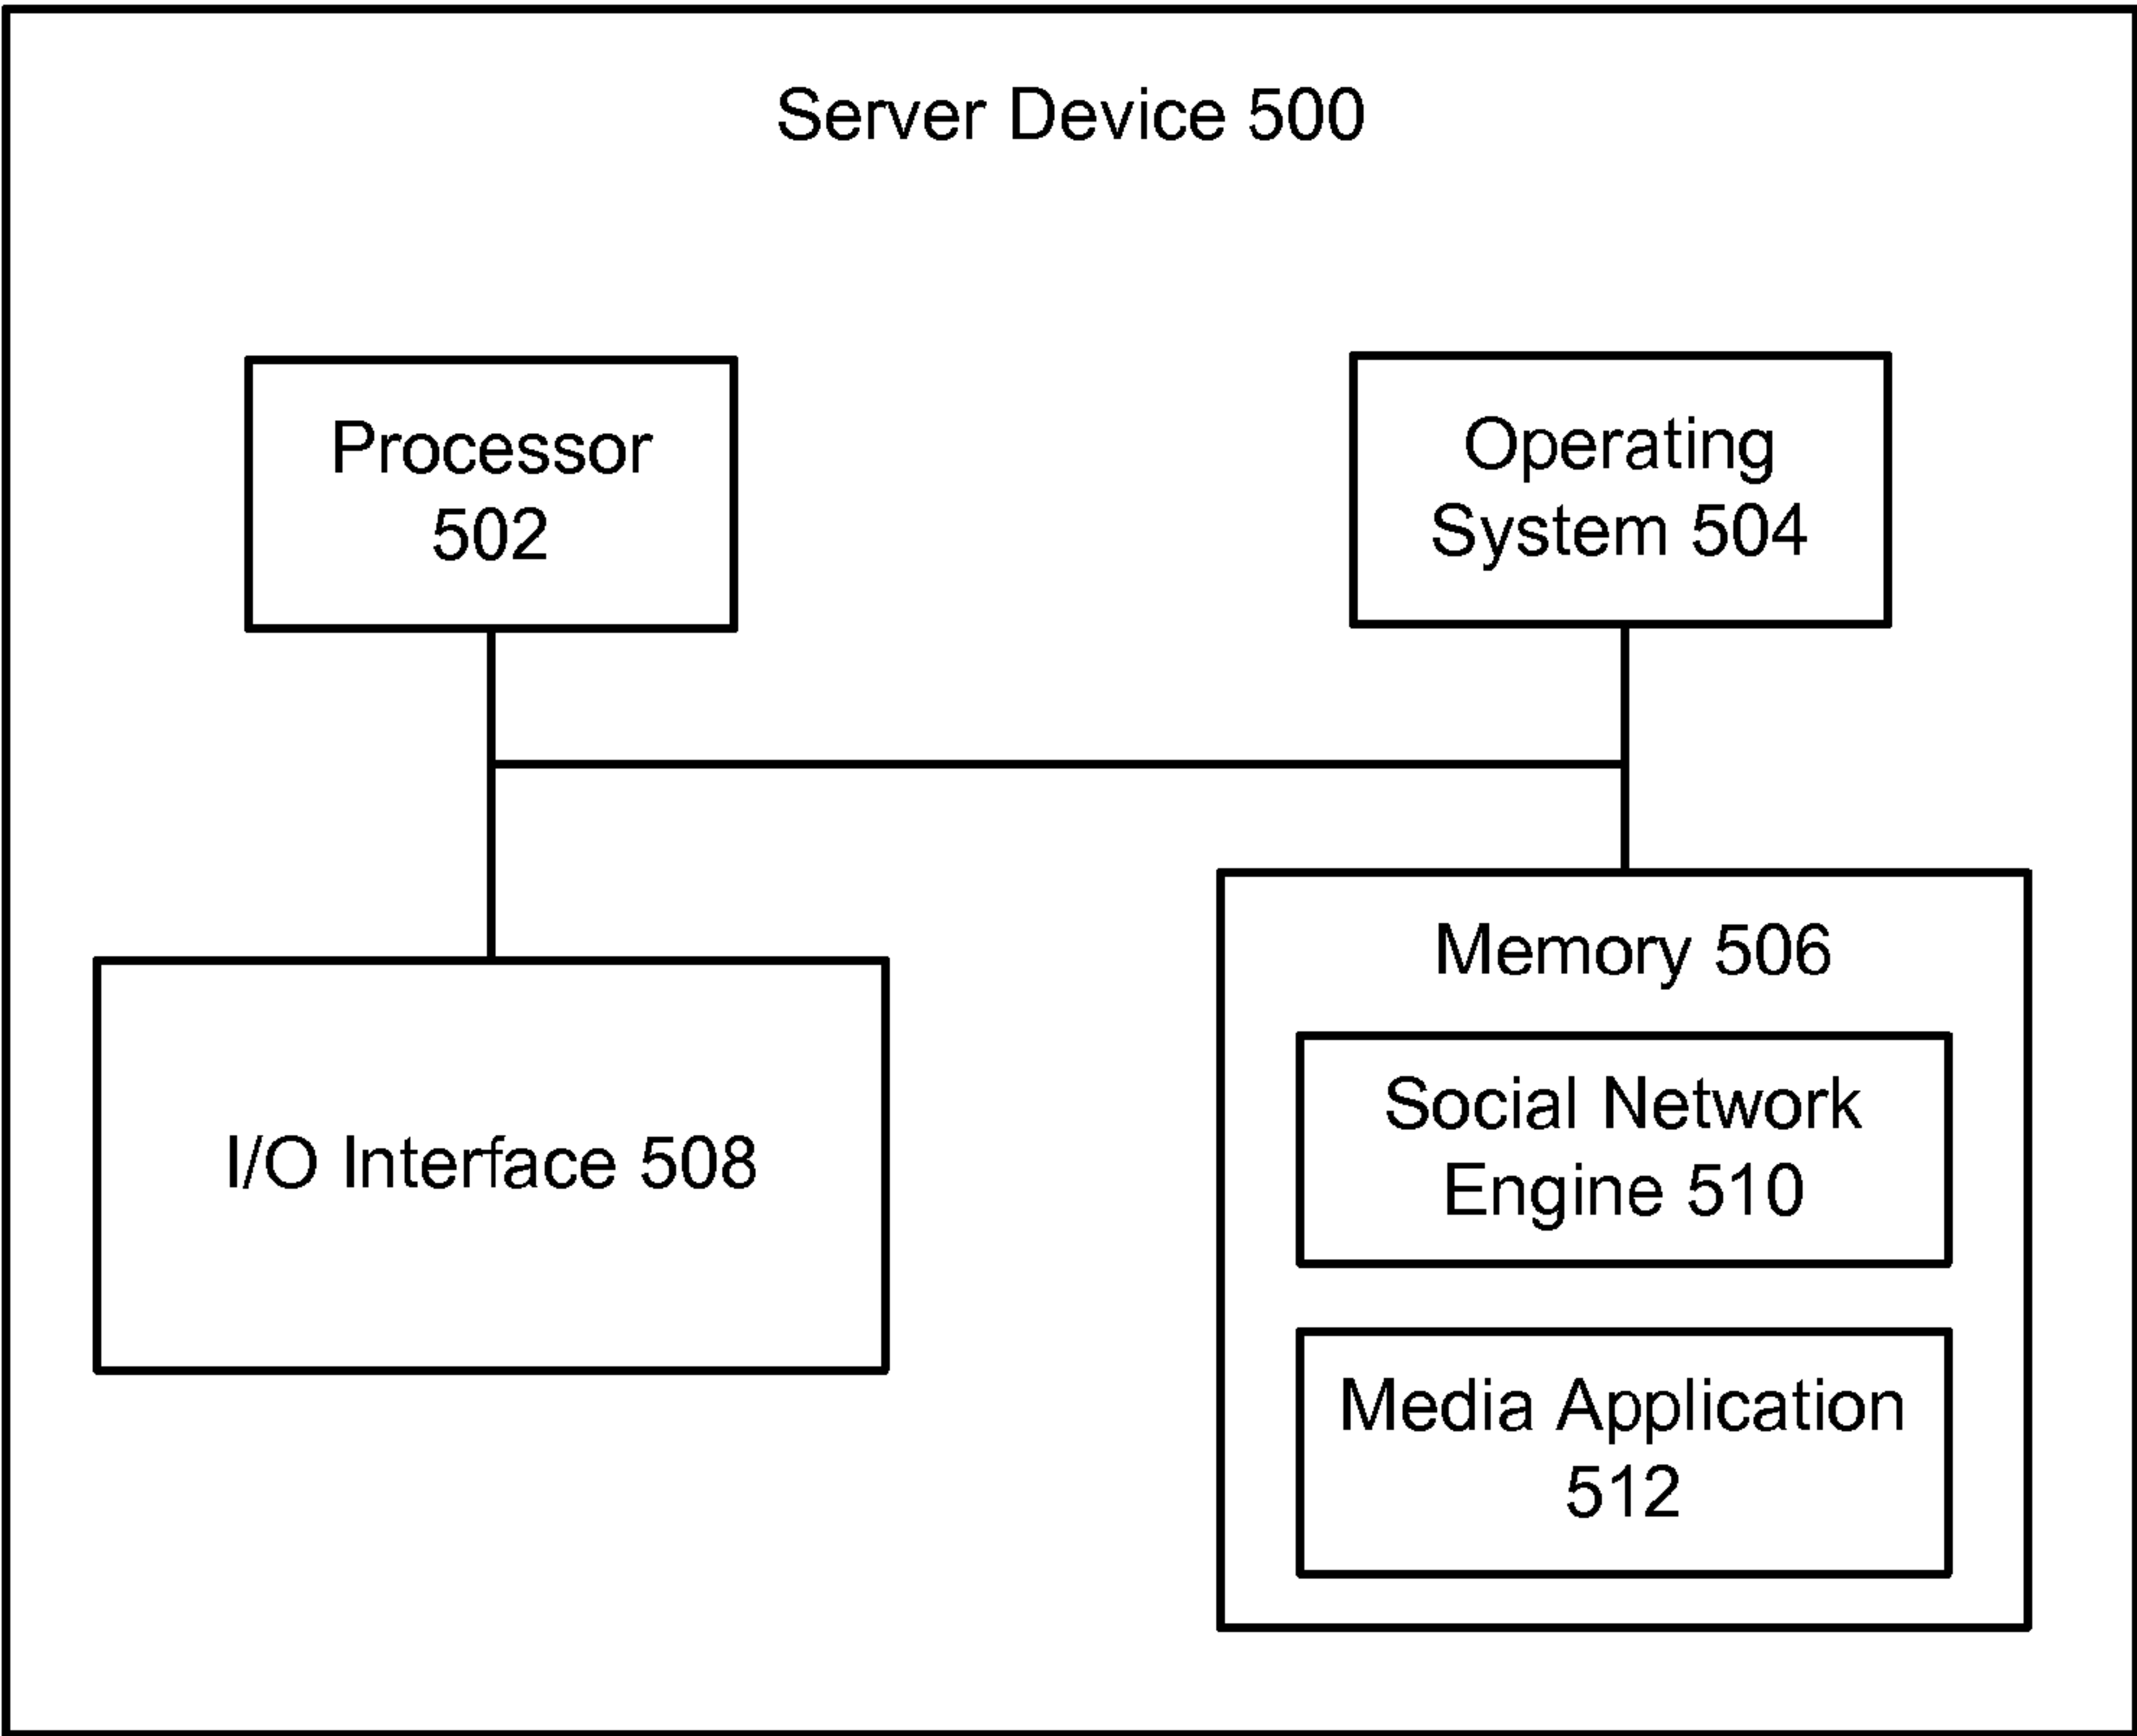 Server Device 500
Processor
502
Operating
System 504
I/O Interface 508
Memory 506
Social Network
Engine 510
Media Application
512